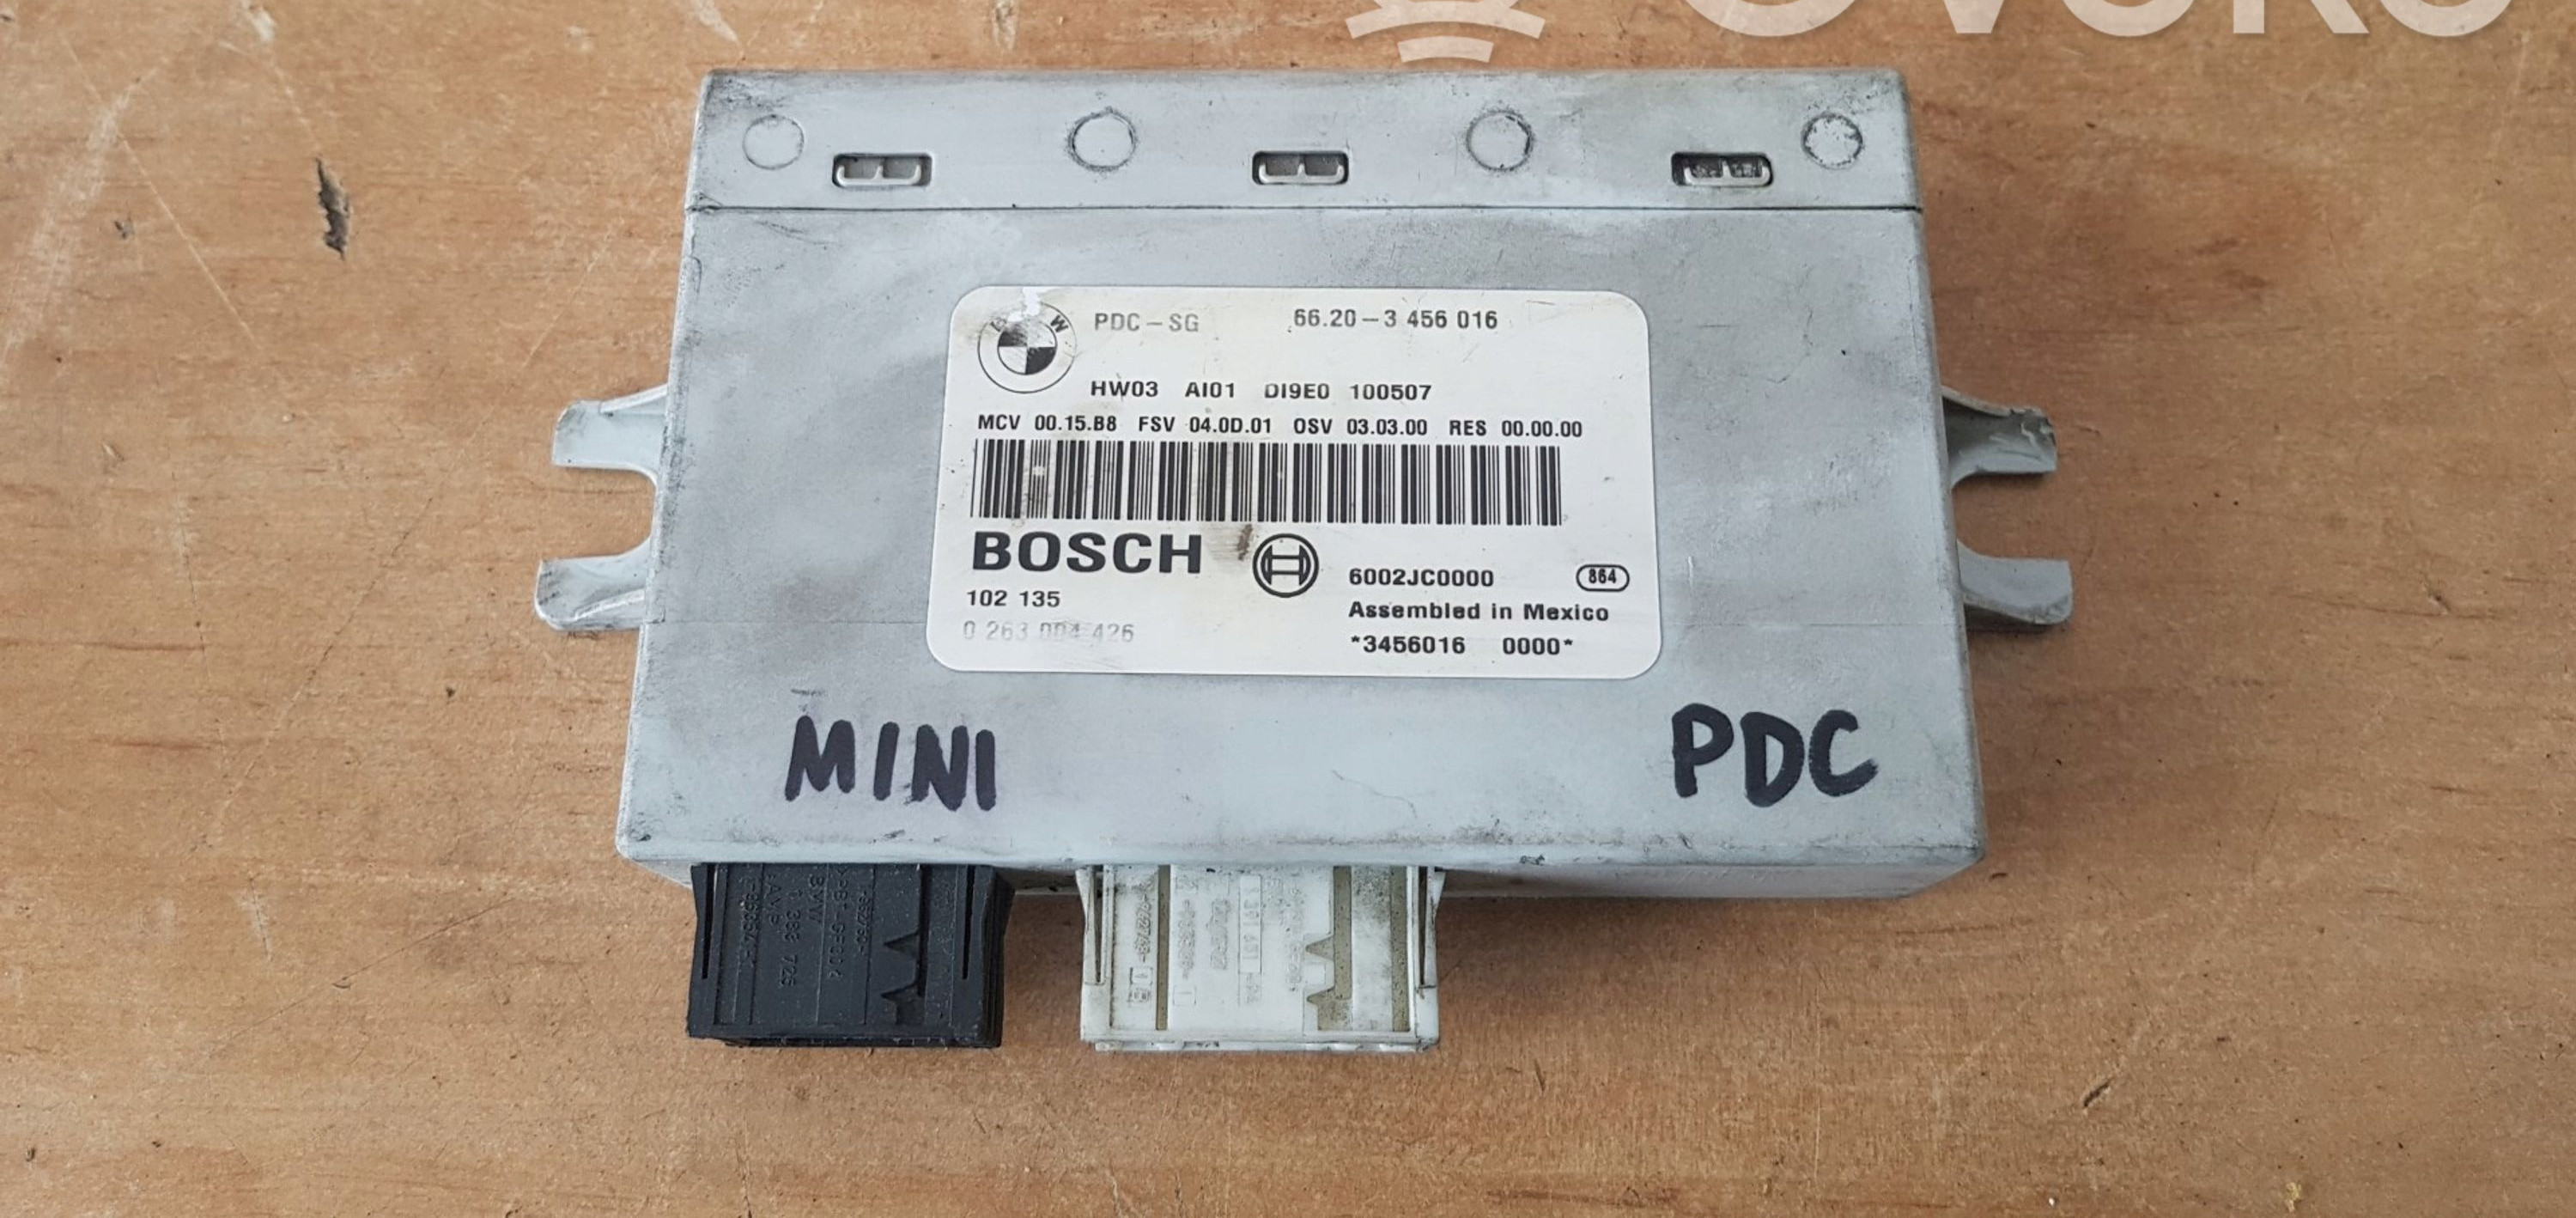 PDC - SG 66.20 - 3 456 016
HW03 AI01 DI9E0 100507
MCV 00.15.B8 FSV 04.0D.01 OSV 03.03.00 RES 00.00.00
BOSCH
6002JC0000 864
102 135
Assembled in Mexico
0 263 004 426
*3456016 0000*
MINI PDC